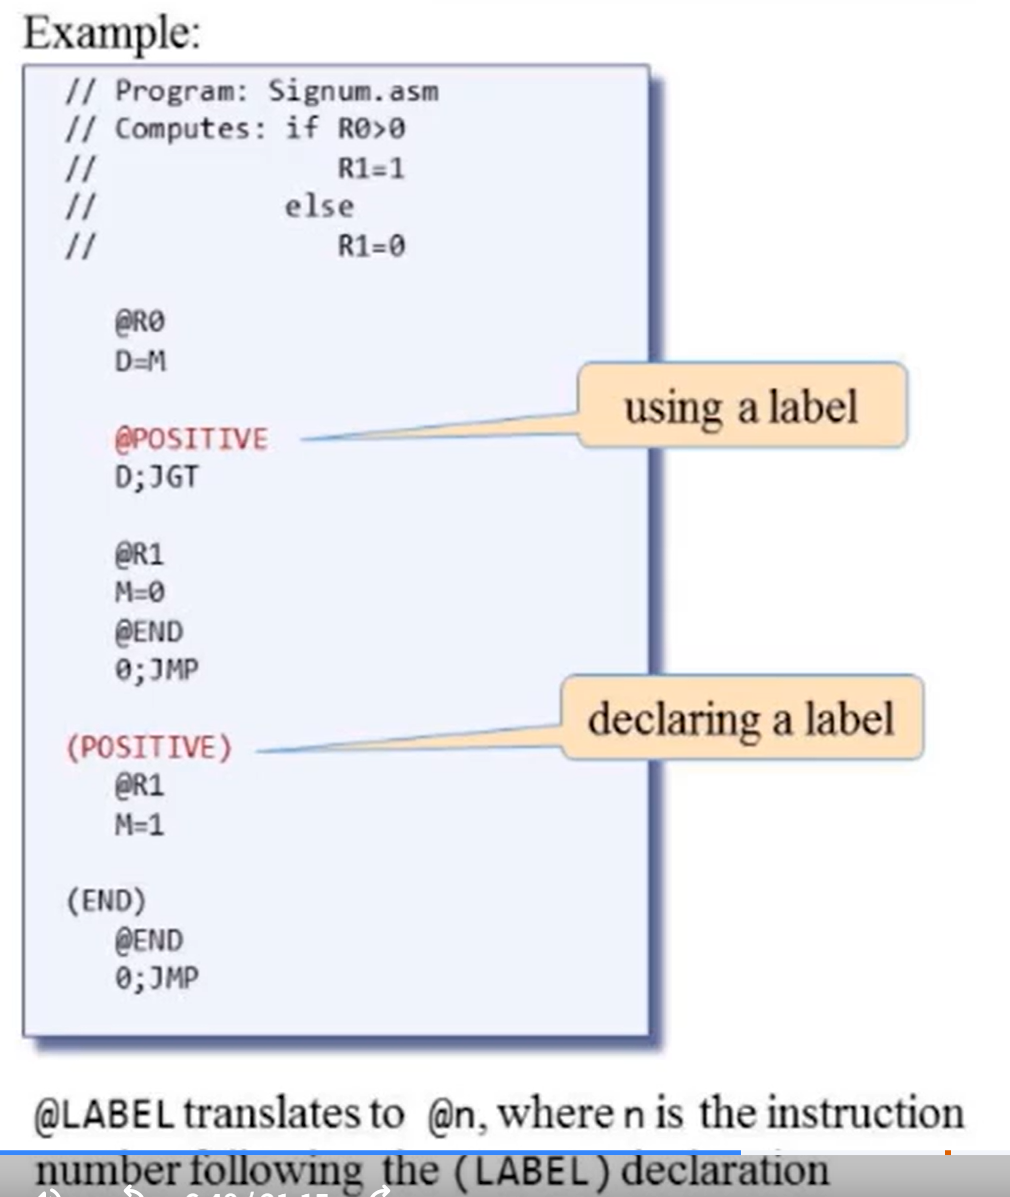 Example:
// Program: Signum.asm
// Computes: if R0>0
// R1=1
// else
// R1=0
@R0
D=M
using a label
@POSITIVE
D;JGT
@R1
M=0
@END
0;JMP
declaring a label
(POSITIVE)
@R1
M=1
(END)
@END
0;JMP
@LABEL translates to @n, where n is the instruction
number following the (LABEL) declaration